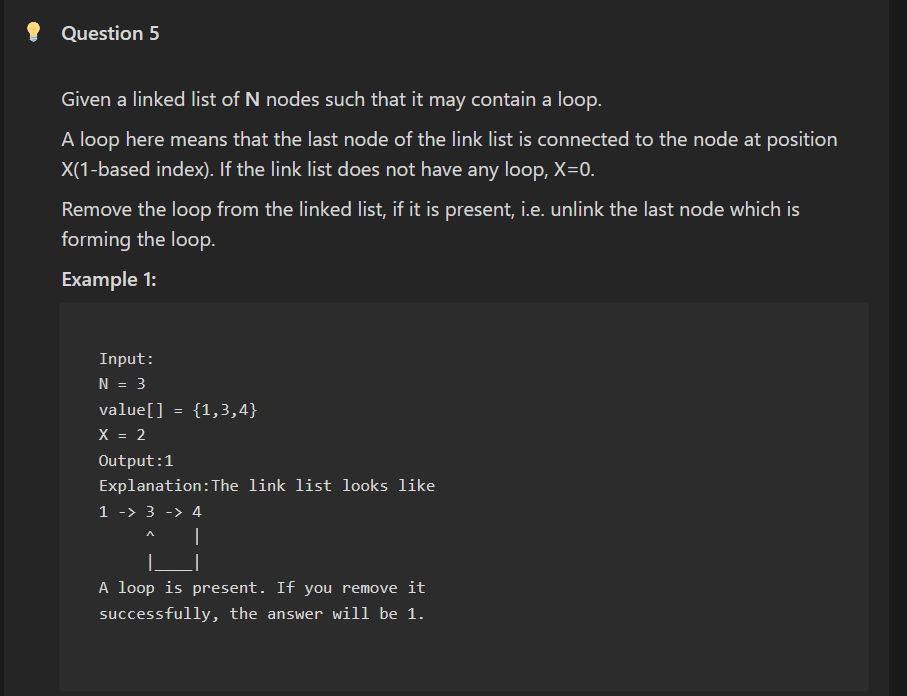 Question 5
Given a linked list of N nodes such that it may contain a loop.
A loop here means that the last node of the link list is connected to the node at position
X(1-based index). If the link list does not have any loop, X=0.
Remove the loop from the linked list, if it is present, i.e. unlink the last node which is
forming the loop.
Example 1:
Input:
N = 3
value[] = {1,3,4}
X = 2
Output:1
Explanation:The link list looks like
1 -> 3 -> 4
     ^    |
     |____|
A loop is present. If you remove it
successfully, the answer will be 1.